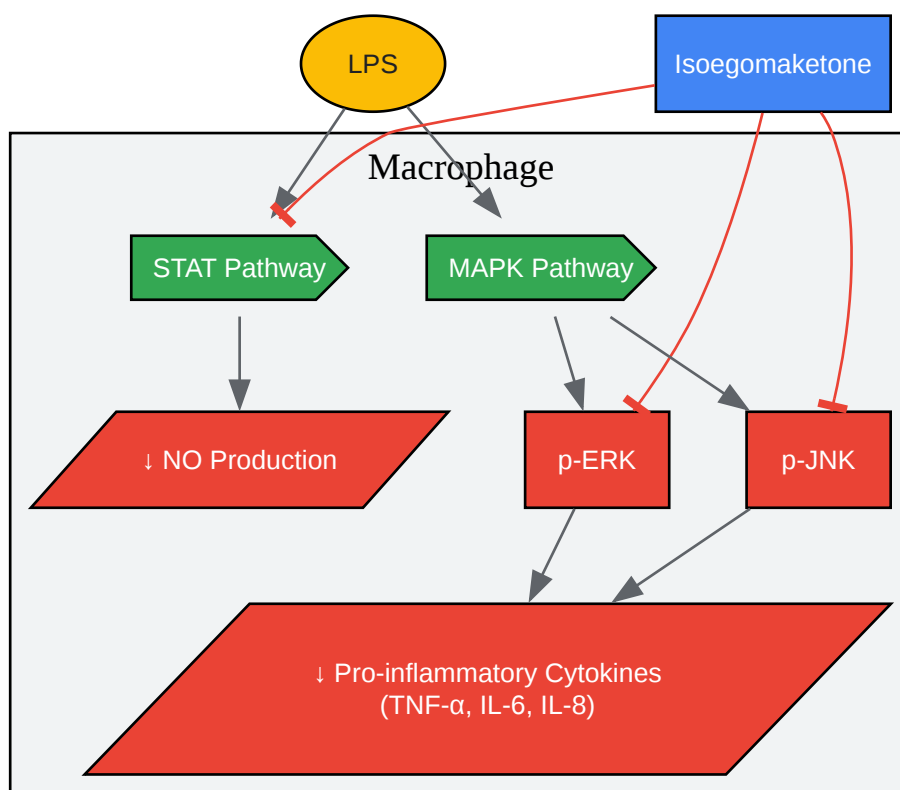 LPS
Isoegomaketone
Macrophage
STAT Pathway
MAPK Pathway
↓ NO Production
p-ERK
p-JNK
↓ Pro-inflammatory Cytokines
(TNF-α, IL-6, IL-8)